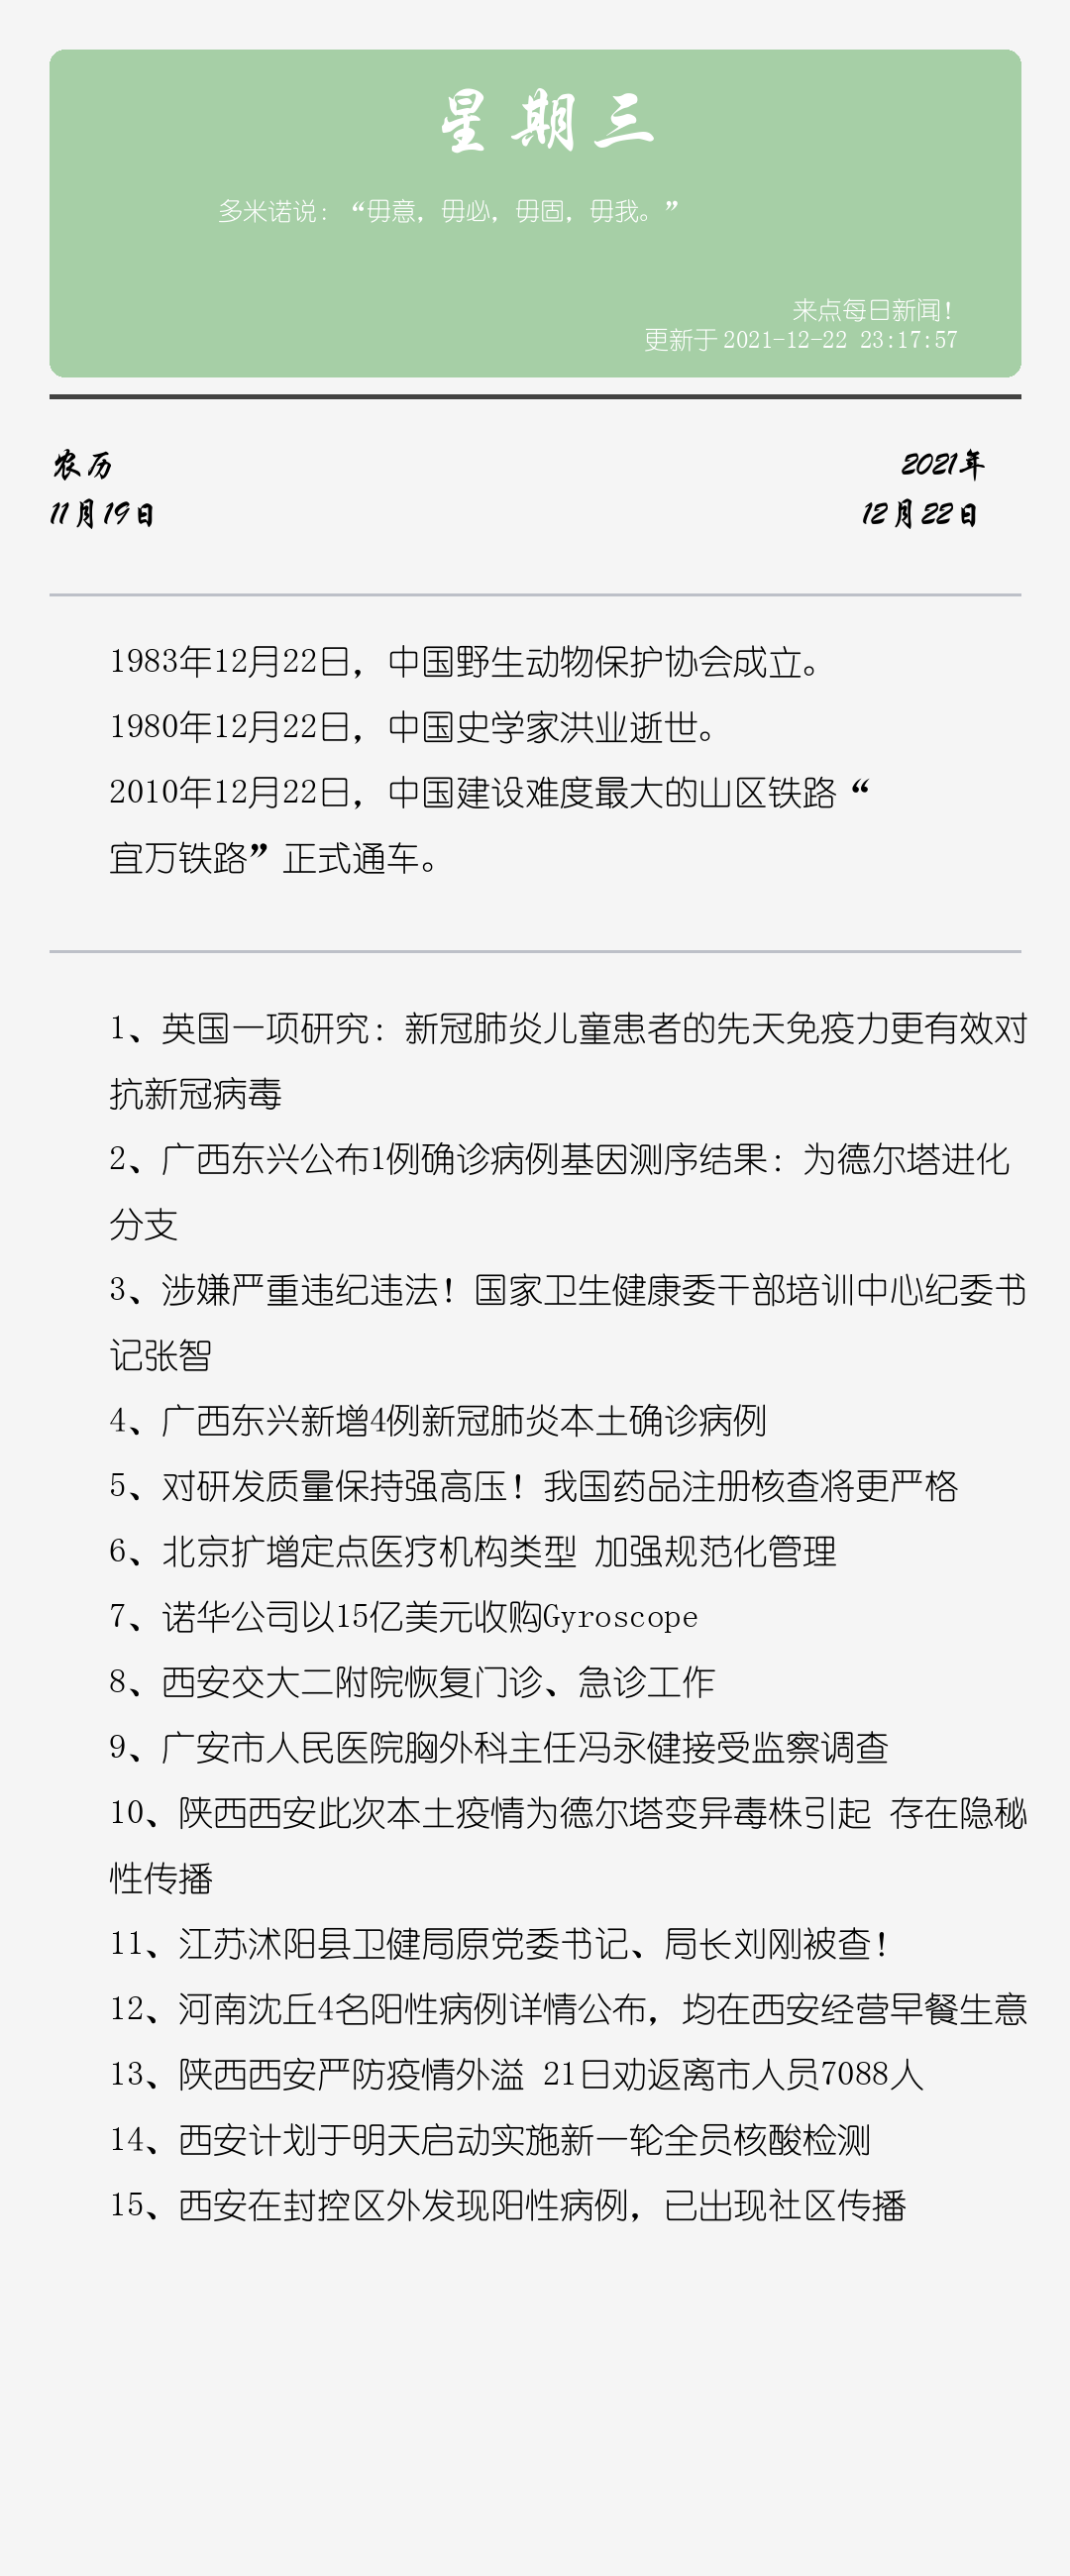 星期三
多米诺说：“毋意，毋必，毋固，毋我。”
来点每日新闻！
更新于2021-12-22 23:17:57
农历
2021年
11月19日
12月22日
1983年12月22日，中国野生动物保护协会成立。
1980年12月22日，中国史学家洪业逝世。
2010年12月22日，中国建设难度最大的山区铁路“
宜万铁路”正式通车。
1、英国一项研究：新冠肺炎儿童患者的先天免疫力更有效对
抗新冠病毒
2、广西东兴公布1例确诊病例基因测序结果：为德尔塔进化
分支
3、涉嫌严重违纪违法！国家卫生健康委干部培训中心纪委书
记张智
4、广西东兴新增4例新冠肺炎本土确诊病例
5、对研发质量保持强高压！我国药品注册核查将更严格
6、北京扩增定点医疗机构类型 加强规范化管理
7、诺华公司以15亿美元收购Gyroscope
8、西安交大二附院恢复门诊、急诊工作
9、广安市人民医院胸外科主任冯永健接受监察调查
10、陕西西安此次本土疫情为德尔塔变异毒株引起 存在隐秘
性传播
11、江苏沭阳县卫健局原党委书记、局长刘刚被查！
12、河南沈丘4名阳性病例详情公布，均在西安经营早餐生意
13、陕西西安严防疫情外溢 21日劝返离市人员7088人
14、西安计划于明天启动实施新一轮全员核酸检测
15、西安在封控区外发现阳性病例，已出现社区传播